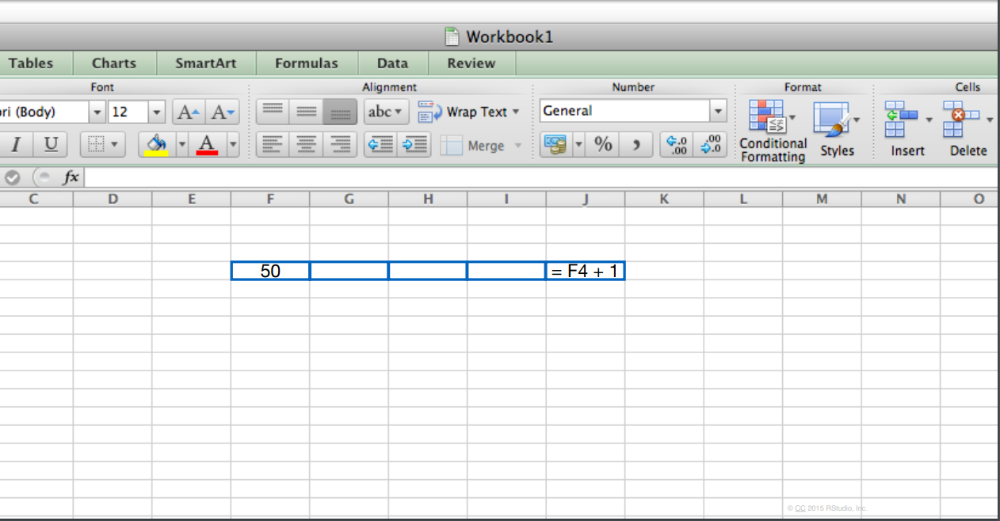 Workbook1
Tables Charts SmartArt Formulas Data Review
Font Alignment Number Format Cells
ri (Body) 12 A A abc Wrap Text General
I U A Merge % , .0 .00 .00 .0 Conditional Formatting Styles Insert Delete
fx
C D E F G H I J K L M N O
50 = F4 + 1
© CC 2015 RStudio, Inc.